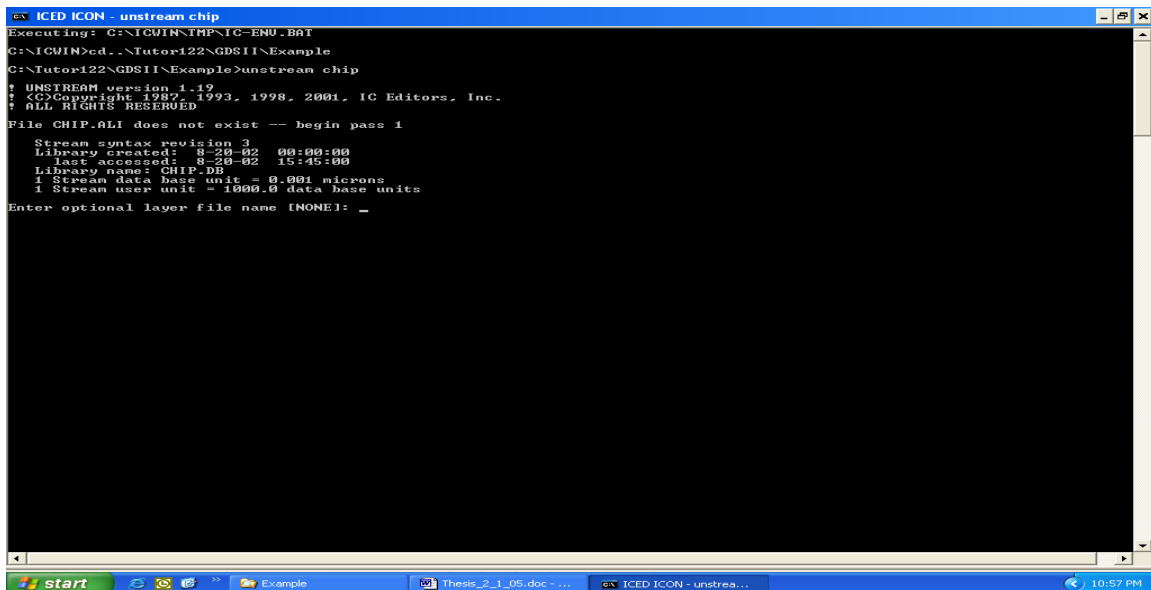 ICED ICON - unstream chip
Executing: C:\ICWIN\TMP\IC-ENV.BAT
C:\ICWIN>cd..\Tutor122\GDSII\Example
C:\Tutor122\GDSII\Example>unstream chip
! UNSTREAM version 1.19
! (C)Copyright 1987, 1993, 1998, 2001, IC Editors, Inc.
! ALL RIGHTS RESERVED
File CHIP.ALI does not exist -- begin pass 1
Stream syntax revision 3
Library created: 8-20-02 00:00:00
last accessed: 8-20-02 15:45:00
Library name: CHIP.DB
1 Stream data base unit = 0.001 microns
1 Stream user unit = 1000.0 data base units
Enter optional layer file name [NONE]: _
start
Example
Thesis_2_1_05.doc - ...
ICED ICON - unstrea...
10:57 PM